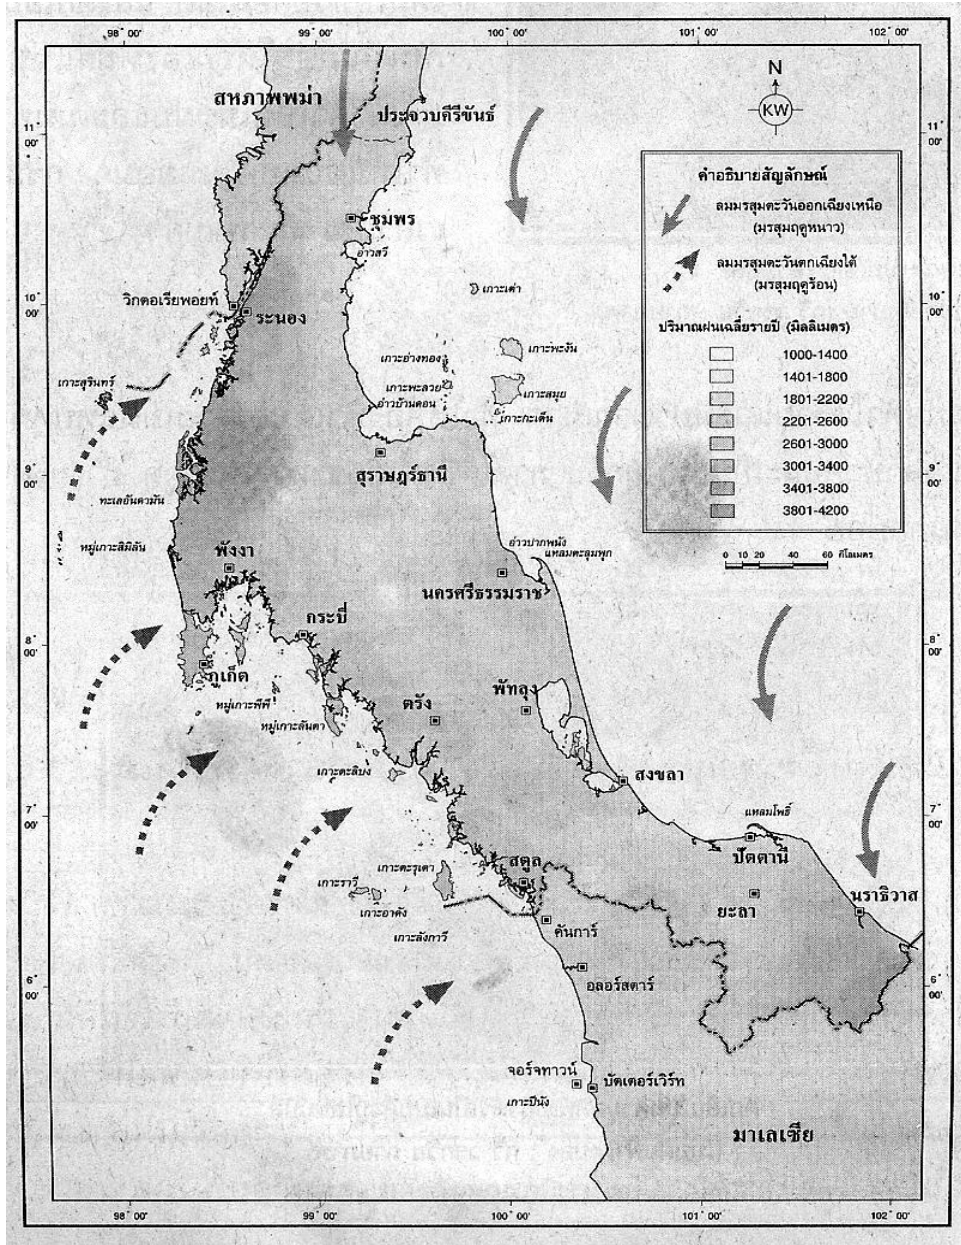 98° 00'
99° 00'
100° 00'
101° 00'
102° 00'
สหภาพพม่า
ประจวบคีรีขันธ์
N
KW
11° 00'
11° 00'
คำอธิบายสัญลักษณ์
ลมมรสุมตะวันออกเฉียงเหนือ
(มรสุมฤดูหนาว)
ลมมรสุมตะวันตกเฉียงใต้
(มรสุมฤดูร้อน)
ปริมาณฝนเฉลี่ยรายปี (มิลลิเมตร)
1000-1400
1401-1800
1801-2200
2201-2600
2601-3000
3001-3400
3401-3800
3801-4200
0 10 20 40 60 กิโลเมตร
ชุมพร
อ่าวสวี
เกาะเต่า
วิกตอเรียพอยท์
ระนอง
10° 00'
10° 00'
เกาะสุรินทร์
เกาะอ่างทอง
เกาะพะงัน
เกาะพะลวย
เกาะสมุย
อ่าวบ้านดอน
เกาะกะเต็น
สุราษฎร์ธานี
9° 00'
9° 00'
ทะเลอันดามัน
หมู่เกาะสิมิลัน
พังงา
อ่าวปากพนัง
แหลมตะลุมพุก
นครศรีธรรมราช
กระบี่
8° 00'
8° 00'
ภูเก็ต
หมู่เกาะพีพี
หมู่เกาะลันตา
ตรัง
พัทลุง
เกาะตะลิบง
สงขลา
7° 00'
7° 00'
แหลมโพธิ์
ปัตตานี
สตูล
เกาะตะรุเตา
เกาะราวี
เกาะอาดัง
ยะลา
นราธิวาส
เกาะลังกาวี
คันการ์
6° 00'
6° 00'
อลอร์สตาร์
จอร์จทาวน์
บัตเตอร์เวิร์ท
เกาะปีนัง
มาเลเซีย
98° 00'
99° 00'
100° 00'
101° 00'
102° 00'